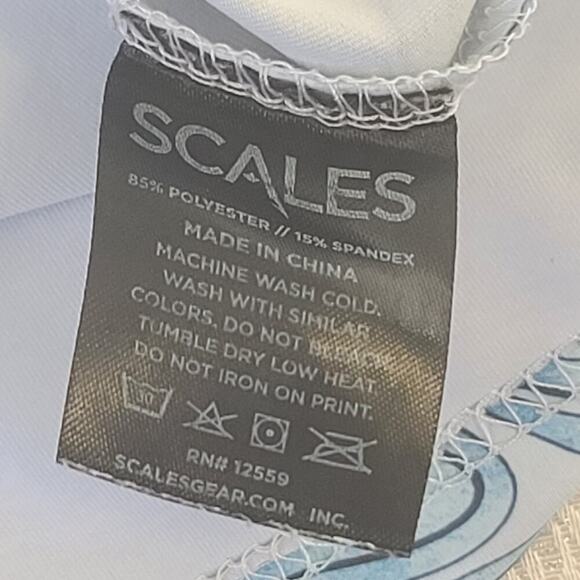 SCALES
85% POLYESTER // 15% SPANDEX
MADE IN CHINA
MACHINE WASH COLD.
WASH WITH SIMILAR
COLORS. DO NOT BLEACH.
TUMBLE DRY LOW HEAT
DO NOT IRON ON PRINT.
30
RN# 12559
SCALESGEAR.COM INC.